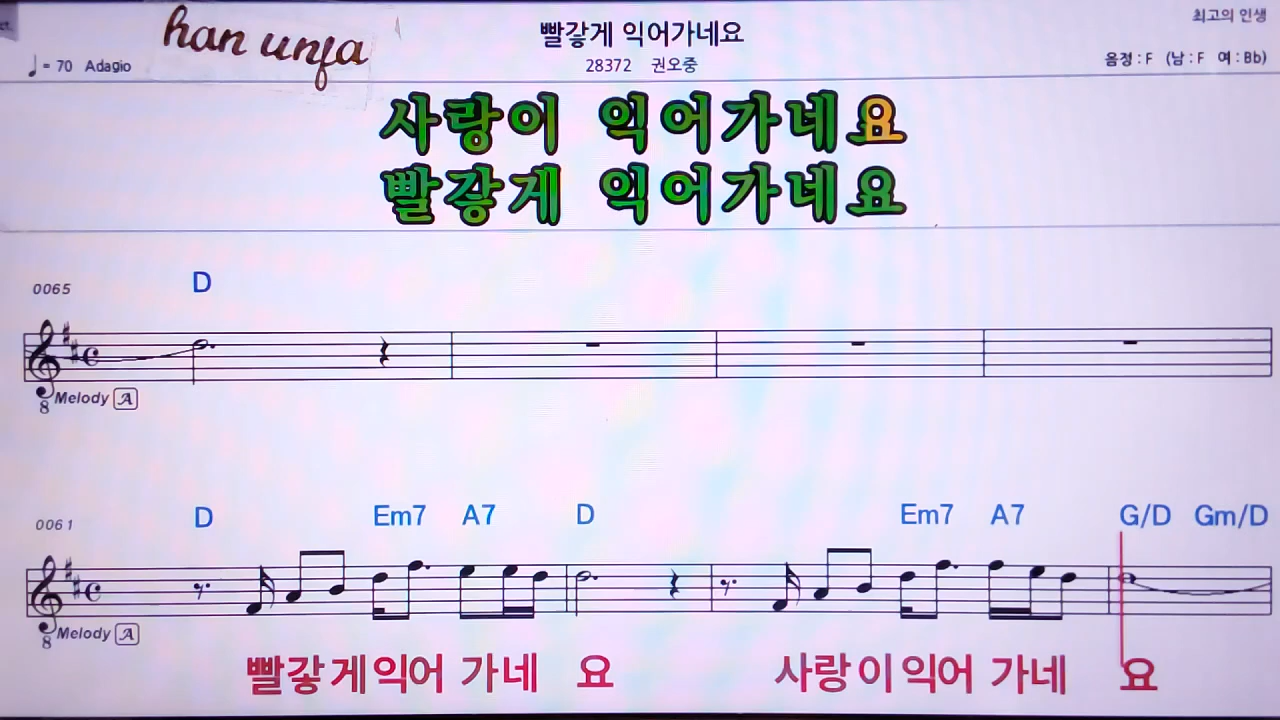 han unfa
빨갛게 익어가네요
최고의 인생
♩= 70 Adagio
28372 권오중
음정 : F (남 : F 여 : Bb)
사랑이 익어가네요
빨갛게 익어가네요
0065
D
8 Melody A
0061
D Em7 A7 D Em7 A7 G/D Gm/D
8 Melody A
빨갛게익어 가네 요 사랑이익어 가네 요